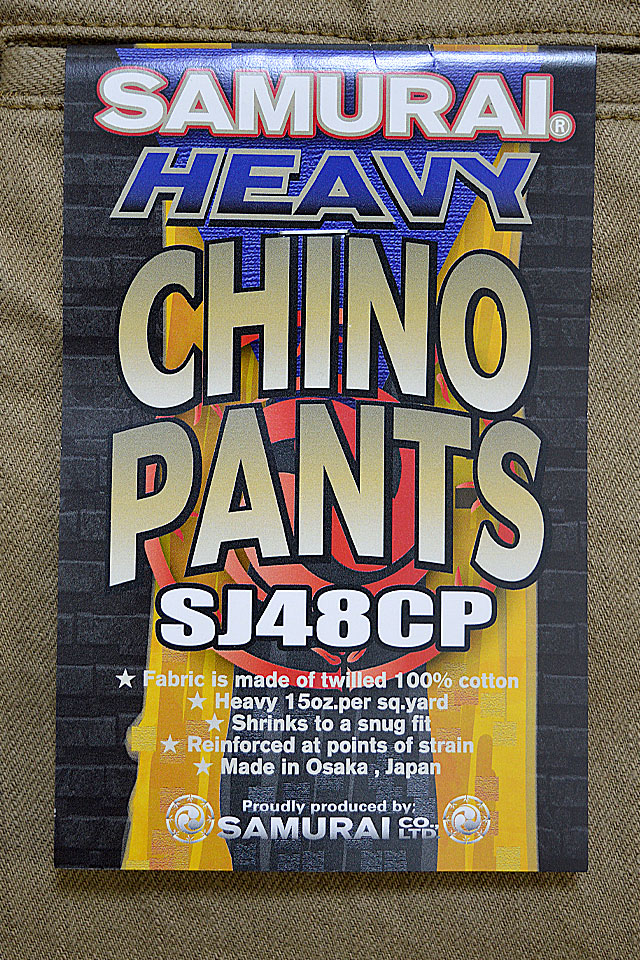 SAMURAI®
HEAVY
CHINO
PANTS
SJ48CP
★ Fabric is made of twilled 100% cotton
★ Heavy 15oz.per sq.yard
★ Shrinks to a snug fit
★ Reinforced at points of strain
★ Made in Osaka , Japan
Proudly produced by:
SAMURAI CO., LTD